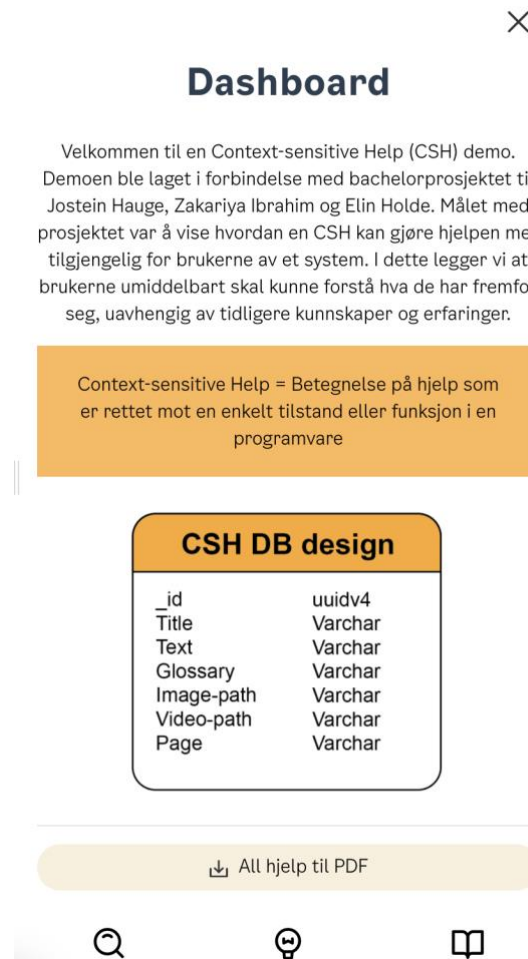 Dashboard
Velkommen til en Context-sensitive Help (CSH) demo.
Demoen ble laget i forbindelse med bachelorprosjektet ti
Jostein Hauge, Zakariya Ibrahim og Elin Holde. Målet med
prosjektet var å vise hvordan en CSH kan gjøre hjelpen me
tilgjengelig for brukerne av et system. I dette legger vi at
brukerne umiddelbart skal kunne forstå hva de har fremfo
seg, uavhengig av tidligere kunnskaper og erfaringer.
Context-sensitive Help = Betegnelse på hjelp som
er rettet mot en enkelt tilstand eller funksjon i en
programvare
CSH DB design
_id uuidv4
Title Varchar
Text Varchar
Glossary Varchar
Image-path Varchar
Video-path Varchar
Page Varchar
All hjelp til PDF